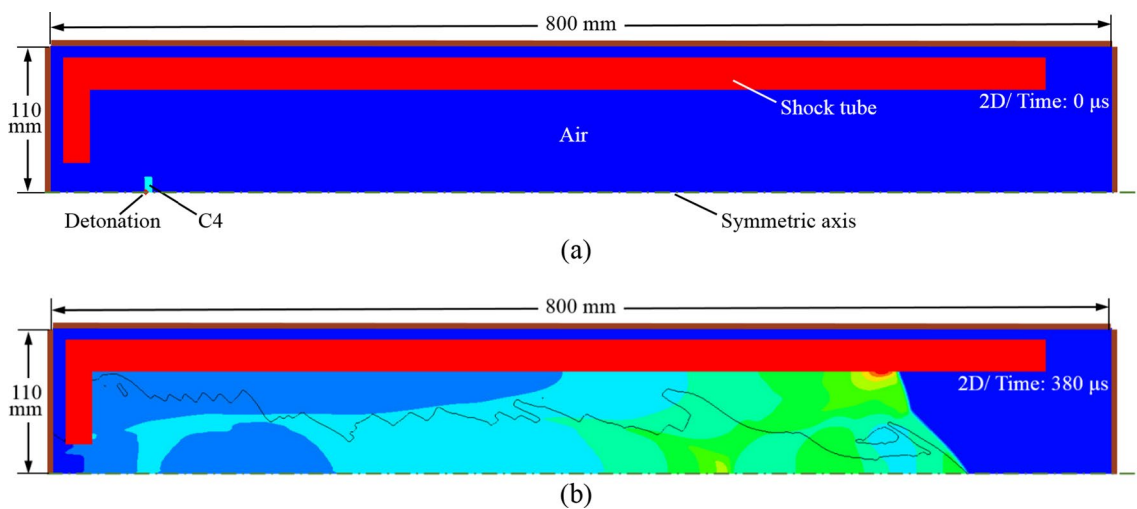 800 mm
110
mm
Shock tube
2D/ Time: 0 μs
Air
Detonation
C4
Symmetric axis
(a)
800 mm
110
mm
2D/ Time: 380 μs
(b)